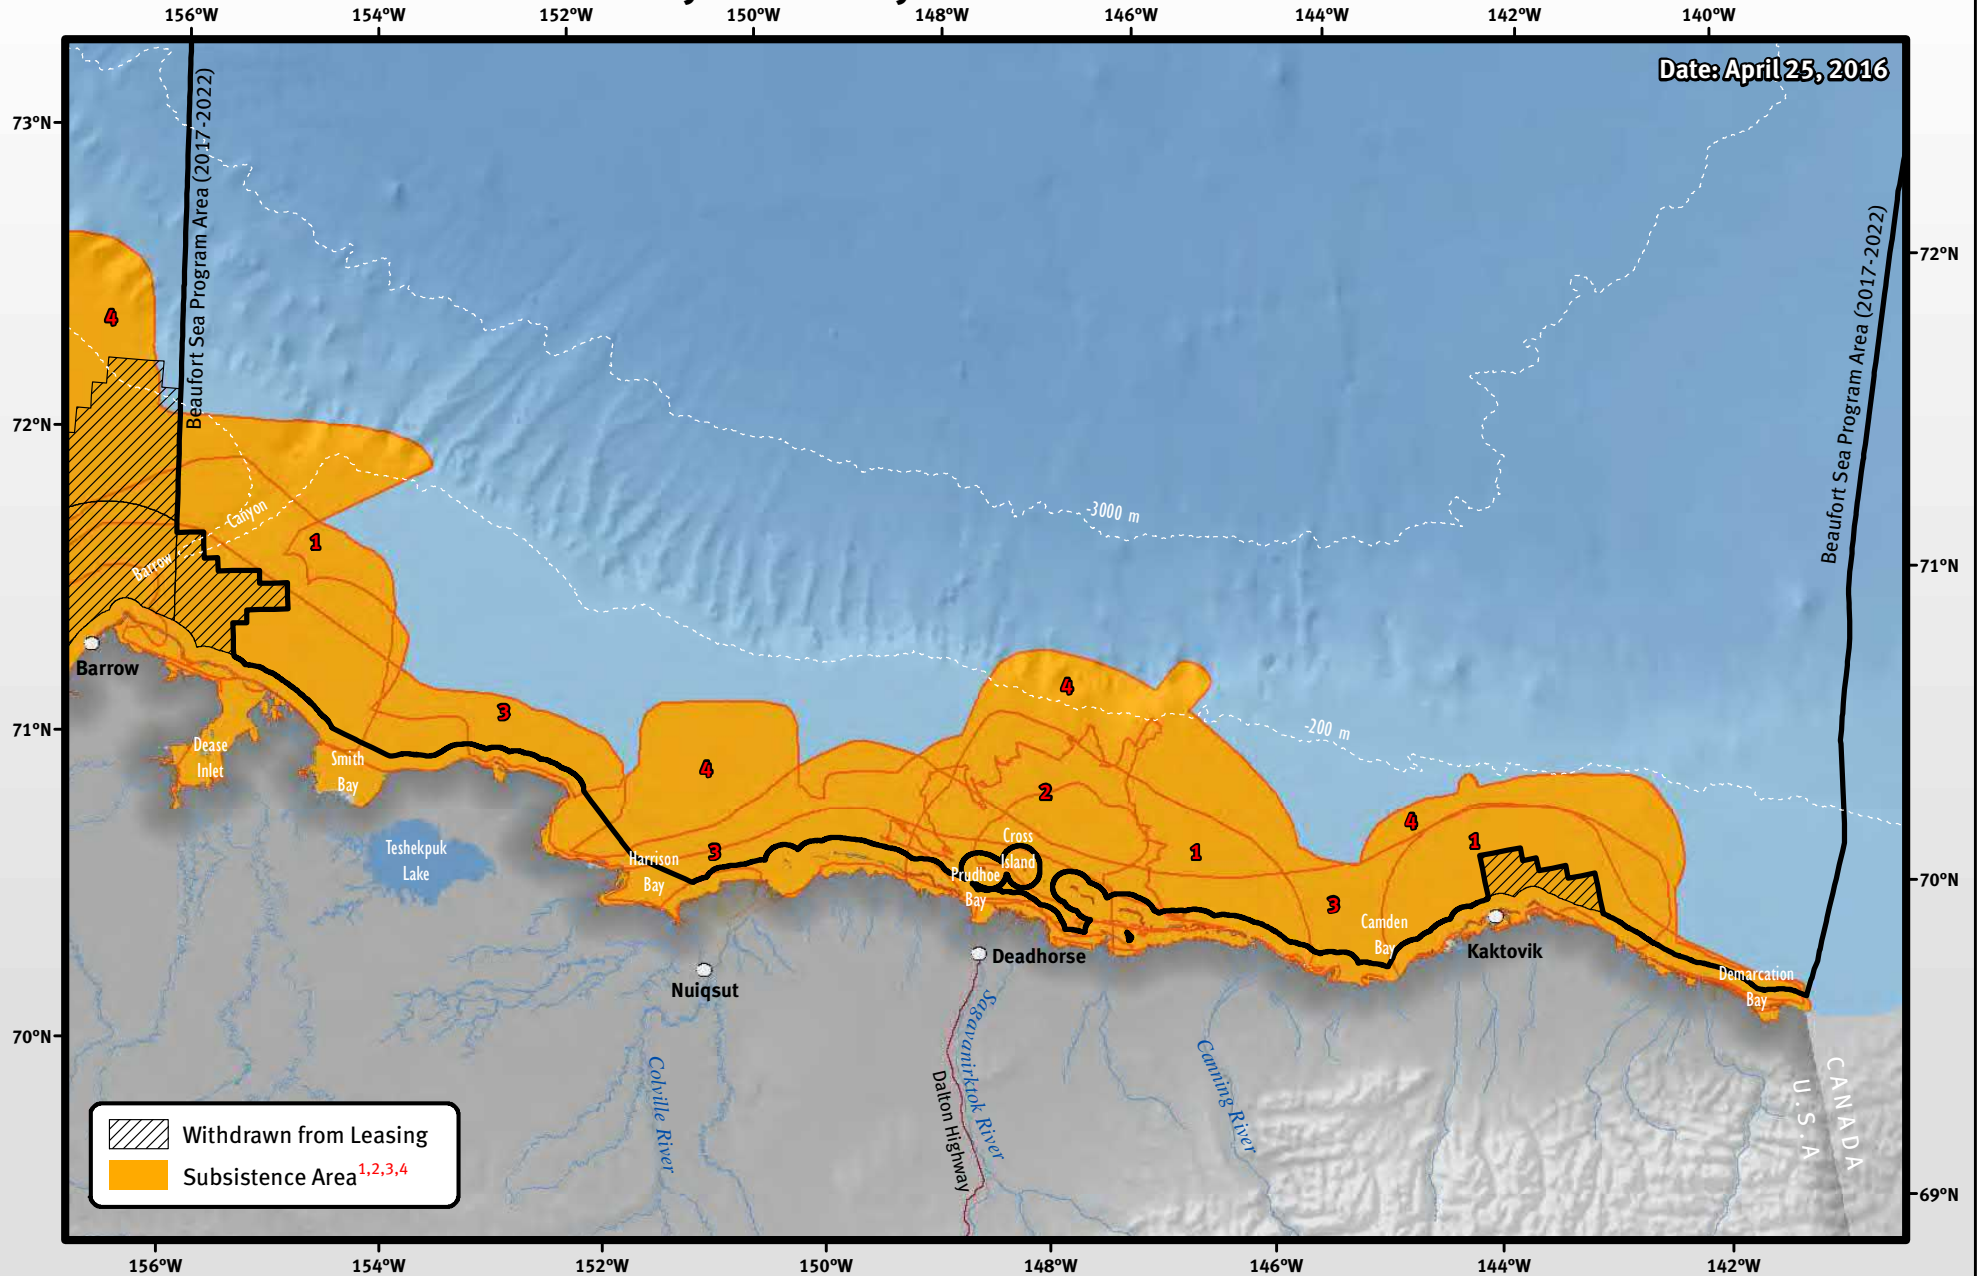 156°W
154°W
152°W
150°W
148°W
146°W
144°W
142°W
140°W
Date: April 25, 2016
73°N
72°N
71°N
70°N
72°N
71°N
70°N
69°N
Beaufort Sea Program Area (2017-2022)
Beaufort Sea Program Area (2017-2022)
4
Canyon
Barrow
1
-3000 m
Barrow
3
4
4
-200 m
Dease
Inlet
Smith
Bay
2
4
1
Teshekpuk
Lake
Harrison
Bay
3
Cross
Island
Prudhoe
Bay
1
3
Camden
Bay
Kaktovik
Deadhorse
Nuiqsut
Demarcation
Bay
Colville River
Sagavanirktok River
Dalton Highway
Canning River
CANADA
U.S.A
Withdrawn from Leasing
Subsistence Area1,2,3,4
156°W
154°W
152°W
150°W
148°W
146°W
144°W
142°W